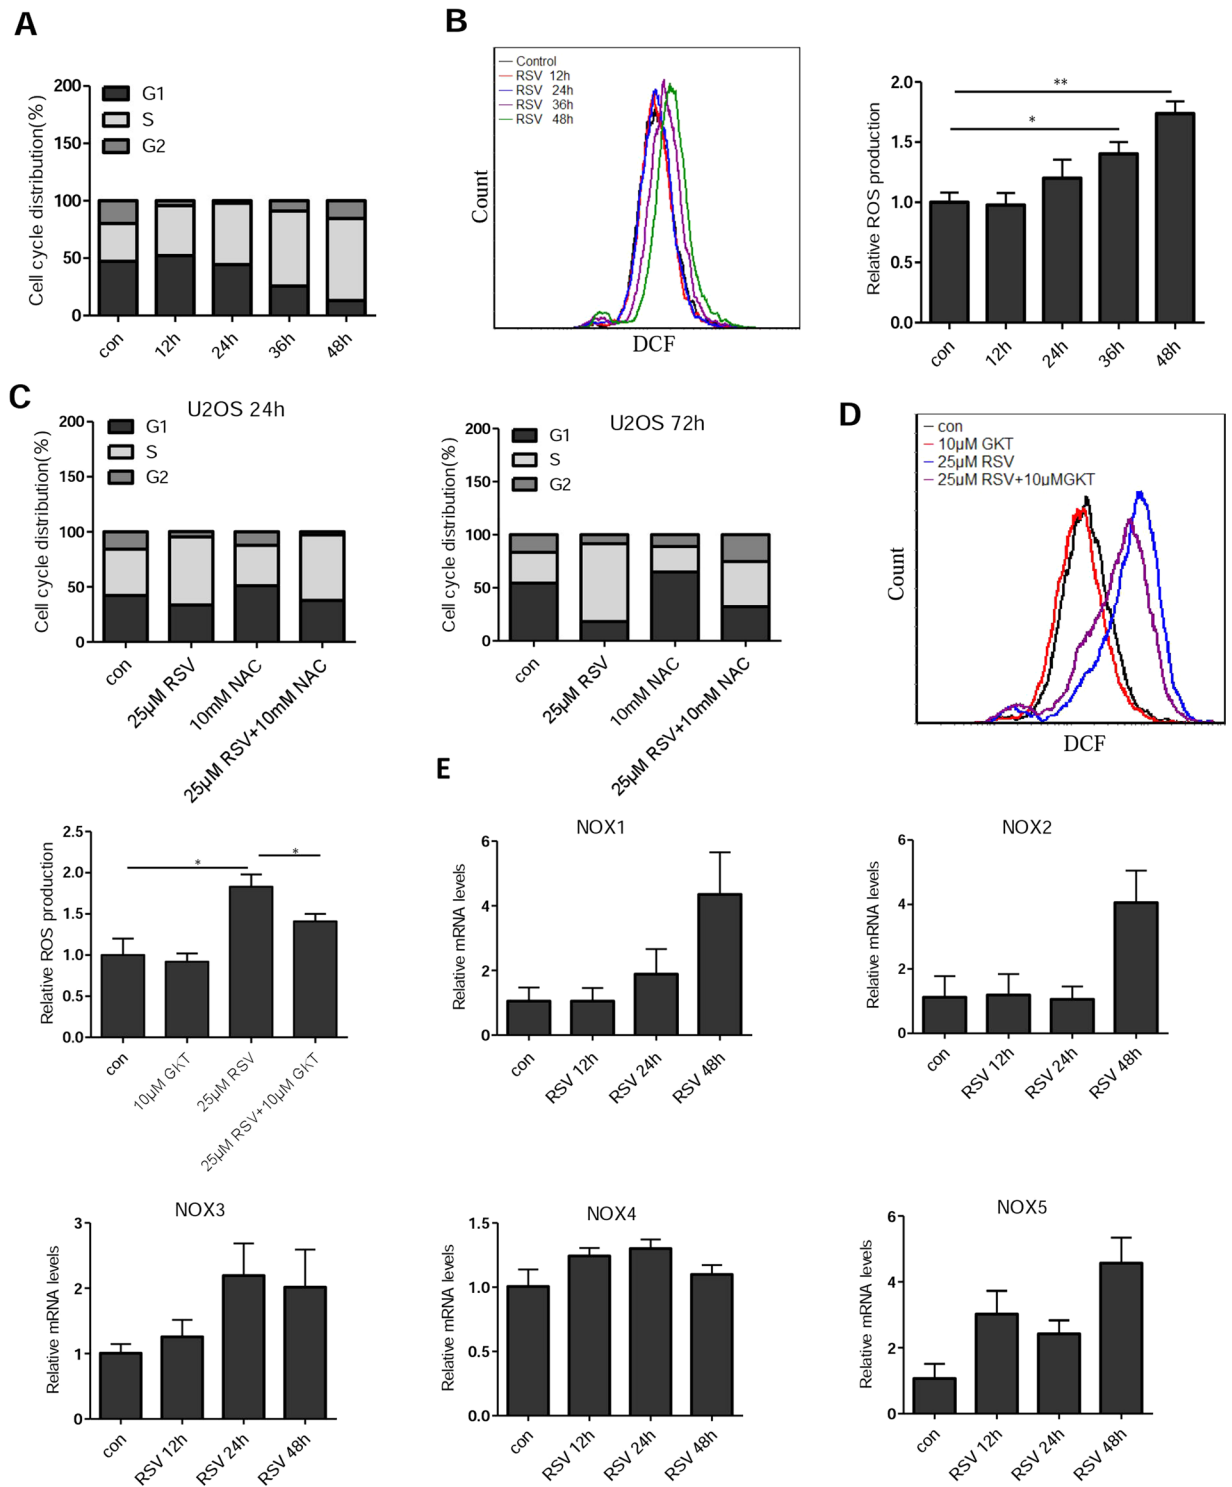 A
Cell cycle distribution(%)
200
150
100
50
0
G1
S
G2
con
12h
24h
36h
48h
B
Control
RSV 12h
RSV 24h
RSV 36h
RSV 48h
Count
DCF
Relative ROS production
2.0
1.5
1.0
0.5
0.0
**
*
con
12h
24h
36h
48h
C
U2OS 24h
Cell cycle distribution(%)
200
150
100
50
0
G1
S
G2
con
25µM RSV
10mM NAC
25µM RSV+10mM NAC
U2OS 72h
Cell cycle distribution(%)
200
150
100
50
0
G1
S
G2
con
25µM RSV
10mM NAC
25µM RSV+10mM NAC
D
con
10µM GKT
25µM RSV
25µM RSV+10µMGKT
Count
DCF
Relative ROS production
2.5
2.0
1.5
1.0
0.5
0.0
*
*
con
10µM GKT
25µM RSV
25µM RSV+10µM GKT
E
NOX1
Relative mRNA levels
6
4
2
0
con
RSV 12h
RSV 24h
RSV 48h
NOX2
Relative mRNA levels
6
4
2
0
con
RSV 12h
RSV 24h
RSV 48h
NOX3
Relative mRNA levels
3
2
1
0
con
RSV 12h
RSV 24h
RSV 48h
NOX4
Relative mRNA levels
1.5
1.0
0.5
0.0
con
RSV 12h
RSV 24h
RSV 48h
NOX5
Relative mRNA levels
6
4
2
0
con
RSV 12h
RSV 24h
RSV 48h